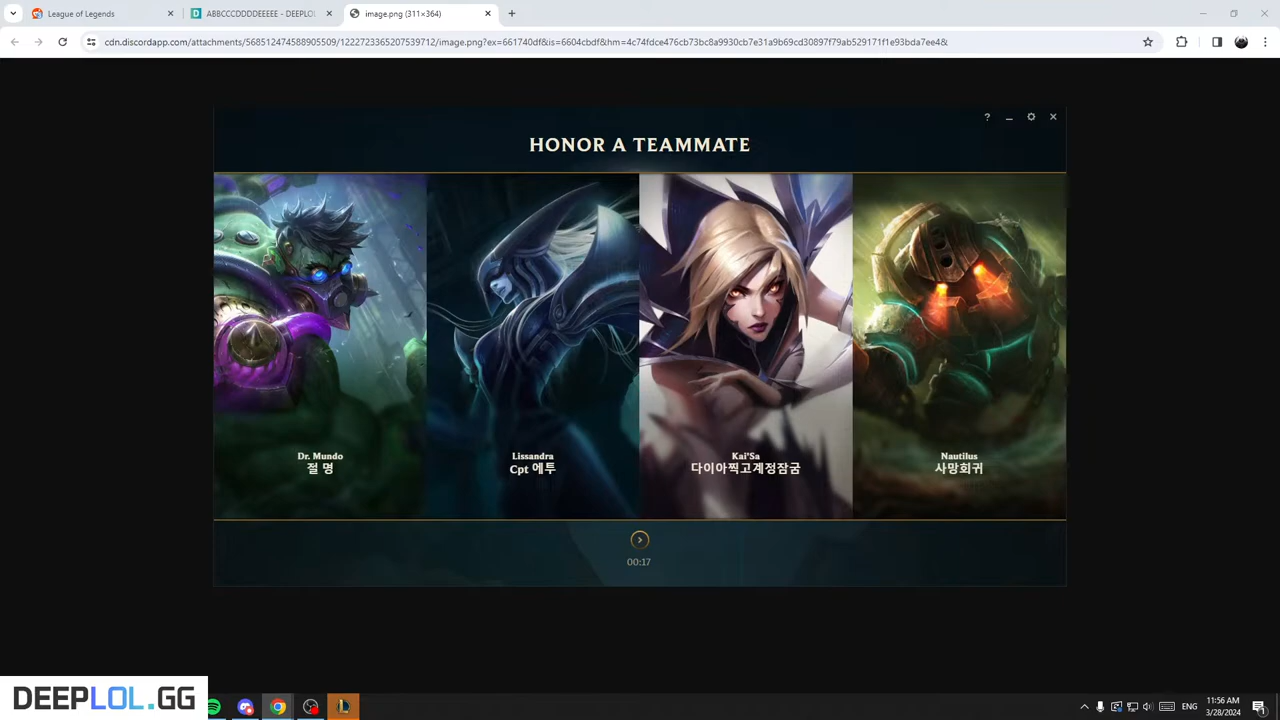 League of Legends
ABBCCCDDDDEEEEE - DEEPLOL
image.png (311×364)
cdn.discordapp.com/attachments/568512474588905509/1222723365207539712/image.png?ex=661740df&is=6604cbdf&hm=4c74fdce476cb73bc8a9930cb7e31a9b69cd30897f79ab529171f1e93bda7ee4&
HONOR A TEAMMATE
Dr. Mundo
절 명
Lissandra
Cpt 에투
Kai'Sa
다이아찍고계정잠굼
Nautilus
사망회귀
00:17
DEEPLOL.GG
ENG
11:56 AM
3/28/2024